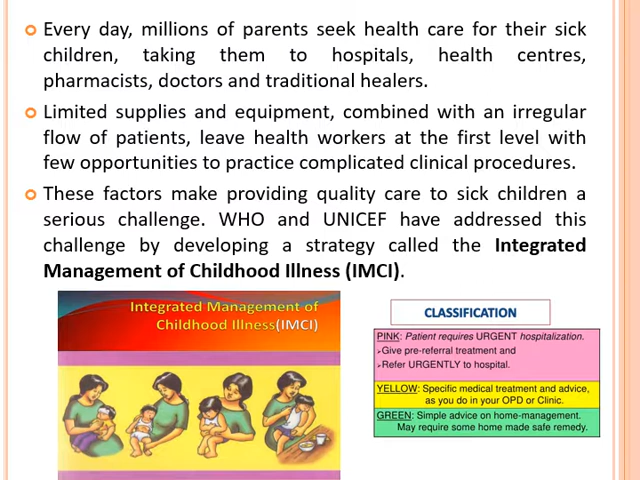 Every day, millions of parents seek health care for their sick
children, taking them to hospitals, health centres,
pharmacists, doctors and traditional healers.
Limited supplies and equipment, combined with an irregular
flow of patients, leave health workers at the first level with
few opportunities to practice complicated clinical procedures.
These factors make providing quality care to sick children a
serious challenge. WHO and UNICEF have addressed this
challenge by developing a strategy called the Integrated
Management of Childhood Illness (IMCI).
Integrated Management of
Childhood Illness(IMCI)
CLASSIFICATION
PINK: Patient requires URGENT hospitalization.
Give pre-referral treatment and
Refer URGENTLY to hospital.
YELLOW: Specific medical treatment and advice,
as you do in your OPD or Clinic.
GREEN: Simple advice on home-management.
May require some home made safe remedy.